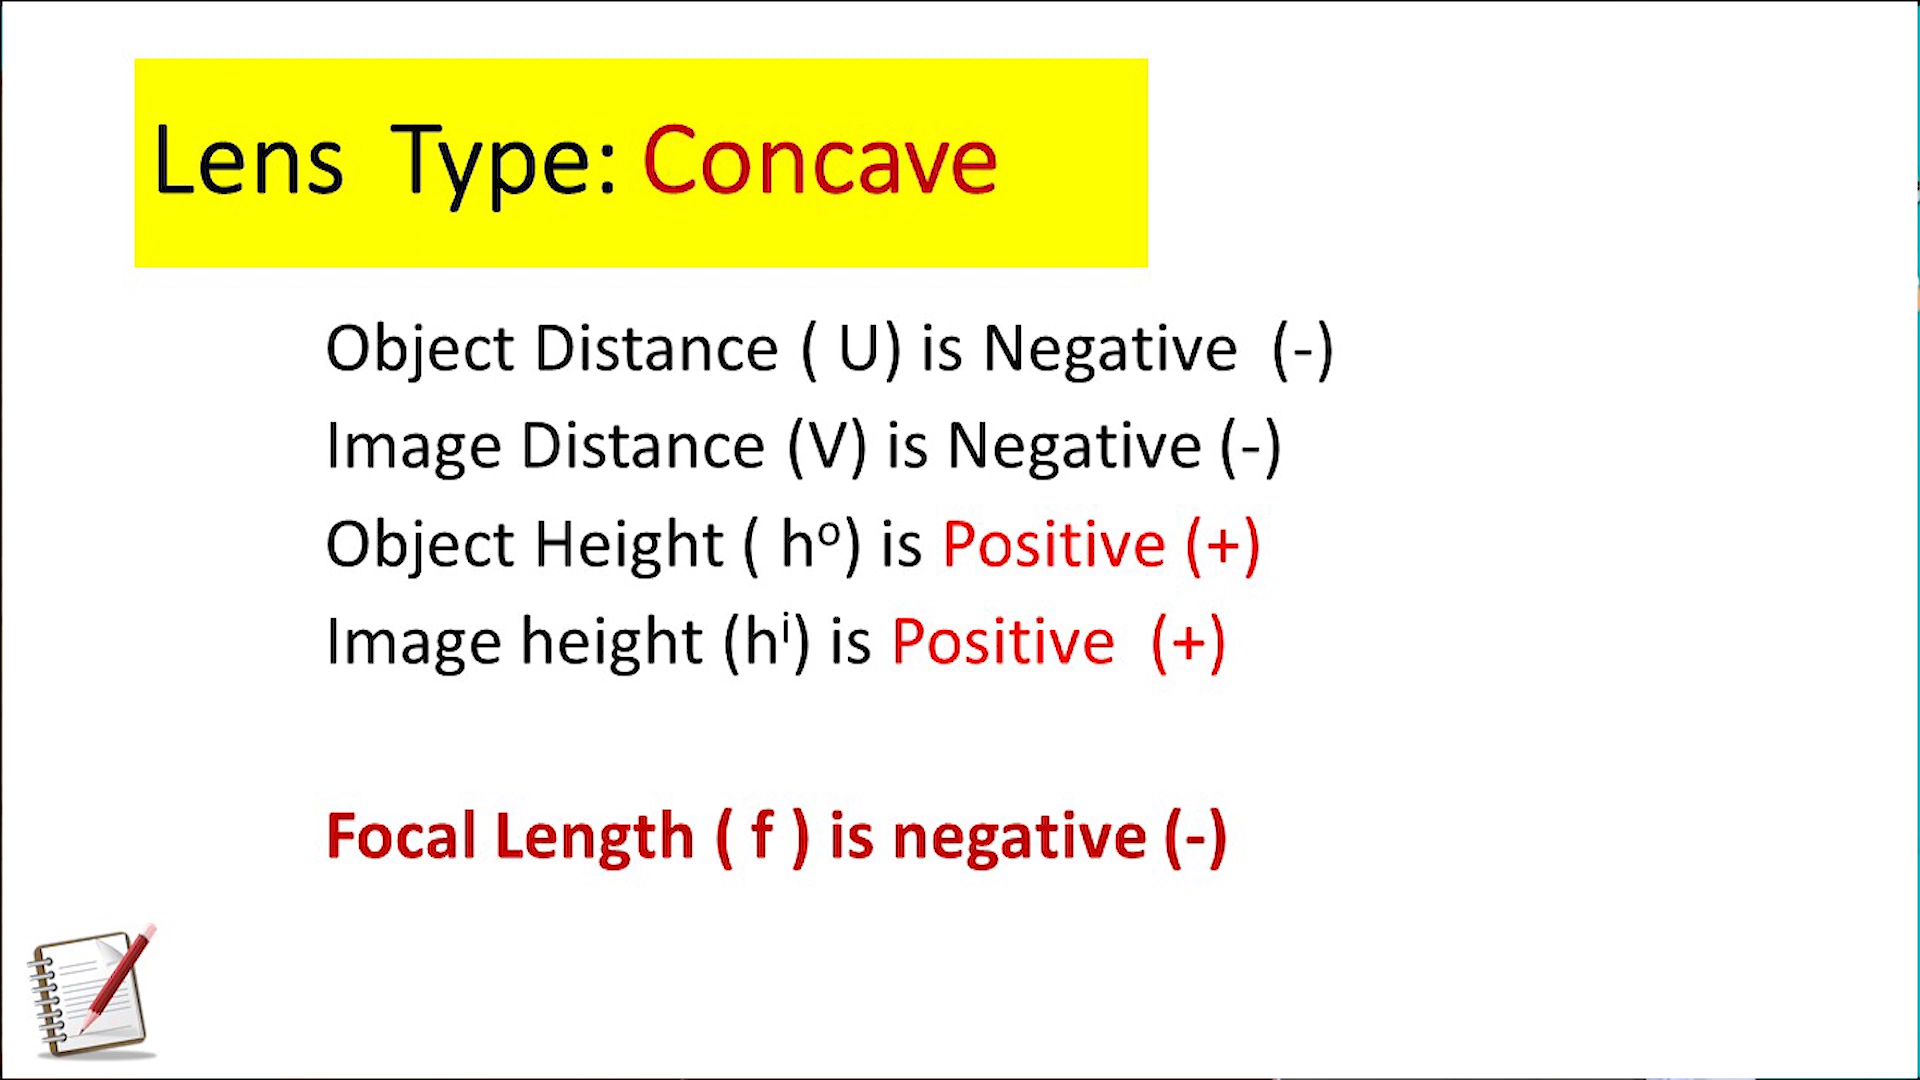 Lens Type: Concave
Object Distance ( U) is Negative (-)
Image Distance (V) is Negative (-)
Object Height ( hᵒ) is Positive (+)
Image height (hⁱ) is Positive (+)
Focal Length ( f ) is negative (-)